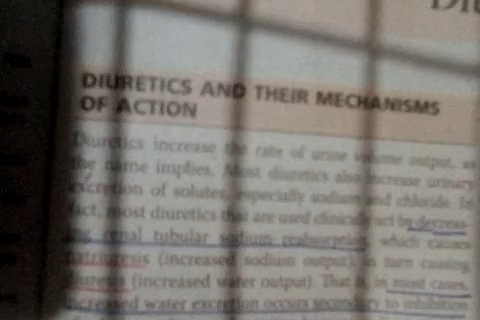 DIURETICS AND THEIR MECHANISMS
OF ACTION
Diuretics increase the rate of urine volume output, as
the name implies. Most diuretics also increase urinary
excretion of solutes, especially sodium and chloride. In
fact, most diuretics that are used clinically act by decreas-
ing renal tubular sodium reabsorption, which causes
natriuresis (increased sodium output), in turn causing
diuresis (increased water output). That is, in most cases,
increased water excretion occurs secondary to inhibition